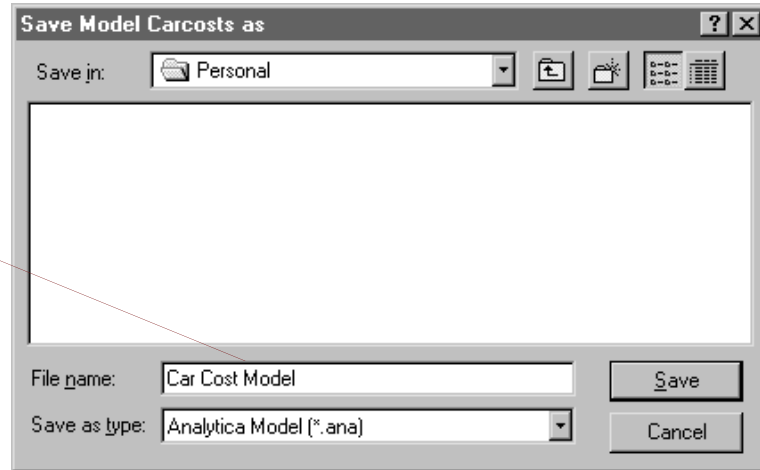 Save Model Carcosts as ? ×
Save in: Personal
File name: Car Cost Model Save
Save as type: Analytica Model (*.ana) Cancel